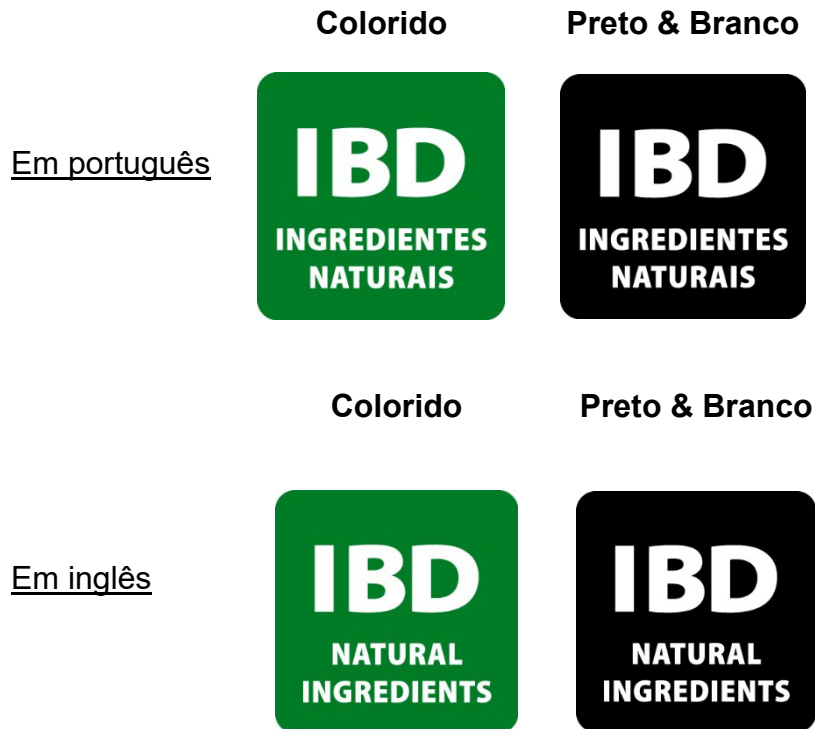 Colorido Preto & Branco
Em português
IBD
INGREDIENTES
NATURAIS
IBD
INGREDIENTES
NATURAIS
Colorido Preto & Branco
Em inglês
IBD
NATURAL
INGREDIENTS
IBD
NATURAL
INGREDIENTS